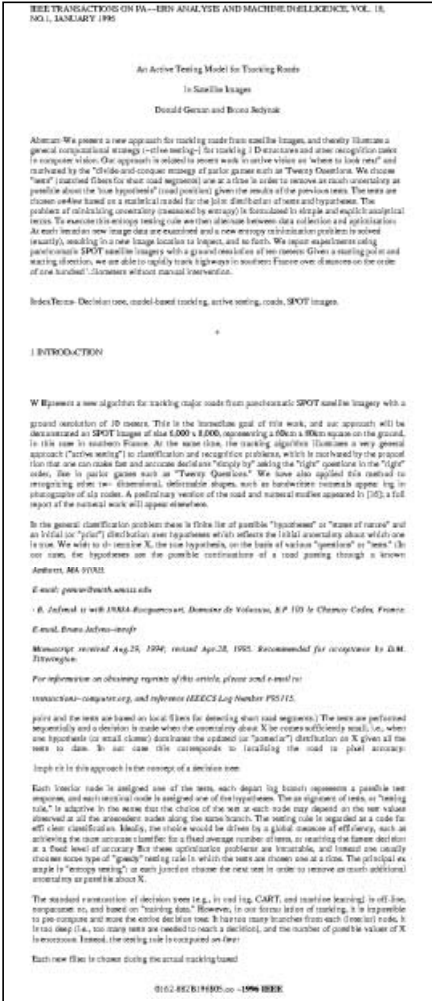 IEEE TRANSACTIONS ON PA---ERN ANALYSIS AND MACHINE INTELLIGENCE, VOL. 18,
NO.1, JANUARY 1996
An Active Testing Model for Tracking Roads
in Satellite Images
Donald Geman and Bruno Jedynak
Abstract-We present a new approach for tracking roads from satellite images, and thereby illustrate a
general computational strategy (~ctive testing~) for tracking 1 D structures and other recognition tasks
in computer vision. Our approach is related to recent work in active vision on "where to look next" and
motivated by the "divide-and-conquer strategy of parlor games such as "Twenty Questions. We choose
"tests" (matched filters for short road segments) one at a time in order to remove as much uncertainty as
possible about the "true hypothesis" (road position) given the results of the previous tests. The tests are
chosen on-line based on a statistical model for the joint distribution of tests and hypotheses. The
problem of minimizing uncertainty (measured by entropy) is formulated in simple and explicit analytical
terms. To execute this entropy testing rule we then alternate between data collection and optimization:
At each iteration new image data are examined and a new entropy minimization problem is solved
(exactly), resulting in a new image location to inspect, and so forth. We report experiments using
panchromatic SPOT satellite imagery with a ground resolution of ten meters: Given a starting point and
starting direction, we are able to rapidly track highways in southern France over distances on the order
of one hundred kilometers without manual intervention.
Index Terms- Decision tree, model-based tracking, active testing, roads, SPOT images.
+
1 INTRODUCTION
W E present a new algorithm for tracking major roads from panchromatic SPOT satellite imagery with a
ground resolution of 10 meters. This is the immediate goal of this work, and our approach will be
demonstrated on SPOT images of size 6,000 x 8,000, representing a 60km x 80km square on the ground,
in this case in southern France. At the same time, the tracking algorithm illustrates a very general
approach ("active testing") to classification and recognition problems, which is motivated by the proposi
tion that one can make fast and accurate decisions "simply by" asking the "right" questions in the "right"
order, like in parlor games such as "Twenty Questions." We have also applied this method to
recognizing other two- dimensional, deformable shapes, such as handwritten numerals appear ing in
photographs of zip codes. A preliminary version of the road and numeral studies appeared in [16]; a full
report of the numeral work will appear elsewhere.
In the general classification problem there is finite list of possible "hypotheses" or "states of nature" and
an initial (or "prior") distribution over hypotheses which reflects the initial uncertainty about which one
is true. We wish to d- termine X, the true hypothesis, on the basis of various "questions" or "tests." (In
our case, the hypotheses are the possible continuations of a road passing through a known
Amherst, MA 01003.
E-mail: geman@math.umass.edu
- B. Jedynak is with INRIA-Rocquencourt, Domaine de Voluceau, B.P. 105 le Chesnay Cedex, France.
E-mail, Bruno.Jedyna--inrafr
Manuscript received Aug.29, 1994; revised Apr.28, 1995. Recommended for acceptance by D.M.
Titterington.
For information on obtaining reprints of this article, please send e-mail to:
transactions~computer.org, and reference IEEECS Log Number P95115.
point and the tests are based on local filters for detecting short road segments.) The tests are performed
sequentially and a decision is made when the uncertainty about X be comes sufficiently small, i.e., when
one hypothesis (or small cluster) dominates the updated (or "posterior") distribution on X given all the
tests to date. In our case this corresponds to localizing the road to pixel accuracy.
Implicit in this approach is the concept of a decision tree.
Each interior node is assigned one of the tests, each depart ing branch represents a possible test
response, and each terminal node is assigned one of the hypotheses. The as signment of tests, or "testing
rule," is adaptive in the sense that the choice of the test at each node may depend on the test values
observed at all the antecedent nodes along the same branch. The testing rule is regarded as a code for
effi cient classification. Ideally, the choice would be driven by a global measure of efficiency, such as
achieving the most accurate classifier for a fixed average number of tests, or reaching the fastest decision
at a fixed level of accuracy. But these optimization problems are intractable, and instead one usually
chooses some type of "greedy" testing rule in which the tests are chosen one at a time. The principal ex
ample is "entropy testing": at each junction choose the next test in order to remove as much additional
uncertainty as possible about X.
The standard construction of decision trees (e.g., in cod ing, CART, and machine learning) is off-line,
nonparamet ric, and based on "training data." However, in our formu lation of tracking, it is impossible
to pre-compute and store the entire decision tree. It has too many branches from each (interior) node, it
is too deep (i.e., too many tests are needed to reach a decision), and the number of possible values of X
is enormous. Instead, the testing rule is computed on-line:
Each new filter is chosen during the actual tracking based
0162-8828/96$05.00 ~1996 IEEE